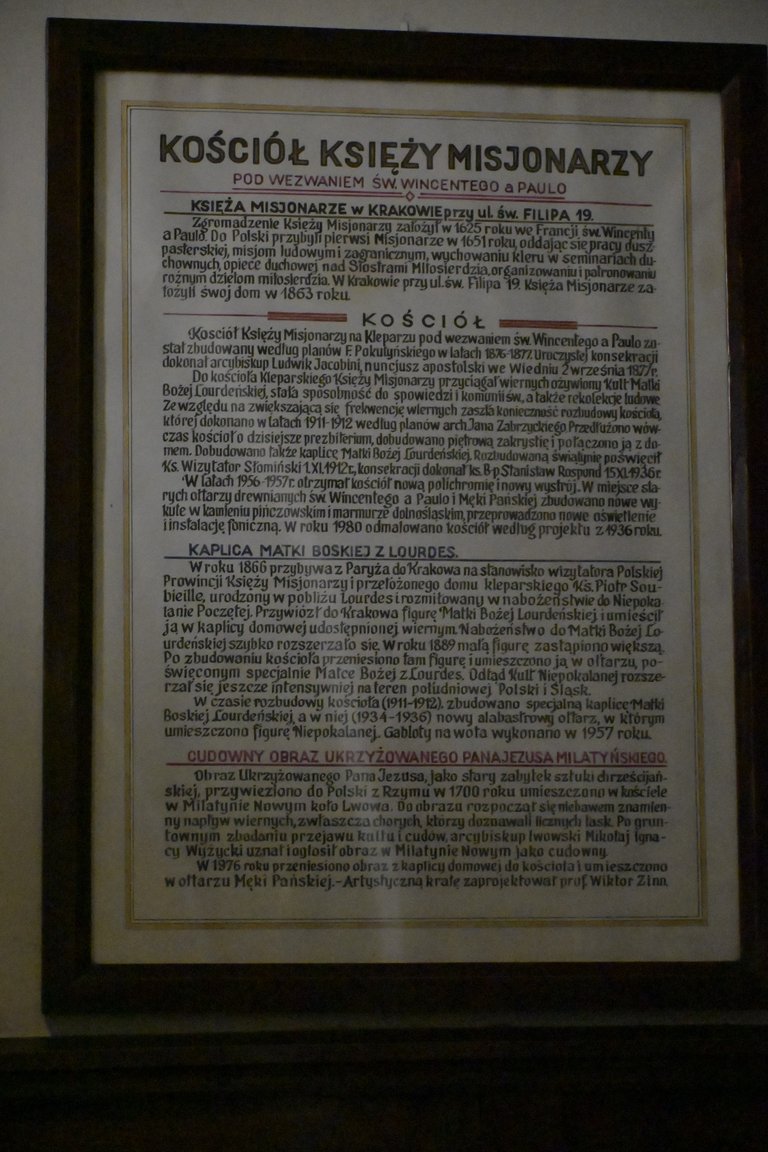 KOŚCIÓŁ KSIĘŻY MISJONARZY
POD WEZWANIEM ŚW. WINCENTEGO a PAULO
KSIĘŻA MISJONARZE w KRAKOWIE przy ul. św. FILIPA 19.
Zgromadzenie Księży Misjonarzy założył w 1625 roku we Francji św. Wincenty
a Paulo. Do Polski przybyli pierwsi Misjonarze w 1651 roku, oddając się pracy dusz-
pasterskiej, misjom ludowym i zagranicznym, wychowaniu kleru w seminariach du-
chownych, opiece duchowej nad Siostrami Miłosierdzia, organizowaniu i patronowaniu
różnym dziełom miłosierdzia. W Krakowie przy ul. św. Filipa 19. Księża Misjonarze za-
łożyli swój dom w 1863 roku.
KOŚCIÓŁ
Kościół Księży Misjonarzy na Kleparzu pod wezwaniem św. Wincentego a Paulo zo-
stał zbudowany według planów F. Pokutyńskiego w latach 1876-1877. Uroczystej konsekracji
dokonał arcybiskup Ludwik Jacobini, nuncjusz apostolski we Wiedniu 2 września 1877r.
Do kościoła Kleparskiego Księży Misjonarzy przyciągał wiernych ożywiony Kult Matki
Bożej Lourdeńskiej, stała sposobność do spowiedzi i komunii św., a także rekolekcje ludowe.
Ze względu na zwiększającą się frekwencję wiernych zaszła konieczność rozbudowy kościoła,
której dokonano w latach 1911-1912 według planów arch. Jana Zabrzyckiego. Przedłużono wów-
czas kościół o dzisiejsze prezbiterium, dobudowano piętrową zakrystię i połączono ją z do-
mem. Dobudowano także kaplicę Matki Bożej Lourdeńskiej. Rozbudowaną świątynię poświęcił
Ks. Wizytator Słomiński 1.XI.1912r., konsekracji dokonał ks. Bp Stanisław Rospond 15.XI.1936r.
W latach 1956-1957r. otrzymał kościół nową polichromię i nowy wystrój. W miejsce sta-
rych ołtarzy drewnianych św. Wincentego a Paulo i Męki Pańskiej zbudowano nowe wy-
kute w kamieniu pińczowskim i marmurze dolnośląskim, przeprowadzono nowe oświetlenie
i instalację foniczną. W roku 1980 odmalowano kościół według projektu z 1936 roku.
KAPLICA MATKI BOSKIEJ Z LOURDES.
W roku 1866 przybywa z Paryża do Krakowa na stanowisko wizytatora Polskiej
Prowincji Księży Misjonarzy i przełożonego domu kleparskiego Ks. Piotr Sou-
bieille, urodzony w pobliżu Lourdes i rozmiłowany w nabożeństwie do Niepoka-
lanie Poczętej. Przywiózł do Krakowa figurę Matki Bożej Lourdeńskiej i umieścił
ją w kaplicy domowej udostępnionej wiernym. Nabożeństwo do Matki Bożej Lo-
urdeńskiej szybko rozszerzało się. W roku 1889 małą figurę zastąpiono większą.
Po zbudowaniu kościoła przeniesiono tam figurę i umieszczono ją w ołtarzu, po-
święconym specjalnie Matce Bożej z Lourdes. Odtąd Kult Niepokalanej rozsze-
rzał się jeszcze intensywniej na teren południowej Polski i Śląsk.
W czasie rozbudowy kościoła (1911-1912). zbudowano specjalną kaplicę Matki
Boskiej Lourdeńskiej, a w niej (1934-1936) nowy alabastrowy ołtarz, w którym
umieszczono figurę Niepokalanej. Gabloty na wota wykonano w 1957 roku.
CUDOWNY OBRAZ UKRZYŻOWANEGO PANA JEZUSA MILATYŃSKIEGO.
Obraz Ukrzyżowanego Pana Jezusa, jako stary zabytek sztuki chrześcijań-
skiej, przywieziono do Polski z Rzymu w 1700 roku umieszczono w kościele
w Milatynie Nowym koło Lwowa. Do obrazu rozpoczął się niebawem znamien-
ny napływ wiernych, zwłaszcza chorych, którzy doznawali licznych łask. Po grun-
townym zbadaniu przejawu kultu i cudów, arcybiskup lwowski Mikołaj Igna-
cy Wyżycki uznał i ogłosił obraz w Milatynie Nowym jako cudowny.
W 1976 roku przeniesiono obraz z kaplicy domowej do kościoła i umieszczono
w ołtarzu Męki Pańskiej.-Artystyczną kratę zaprojektował prof. Wiktor Zinn.